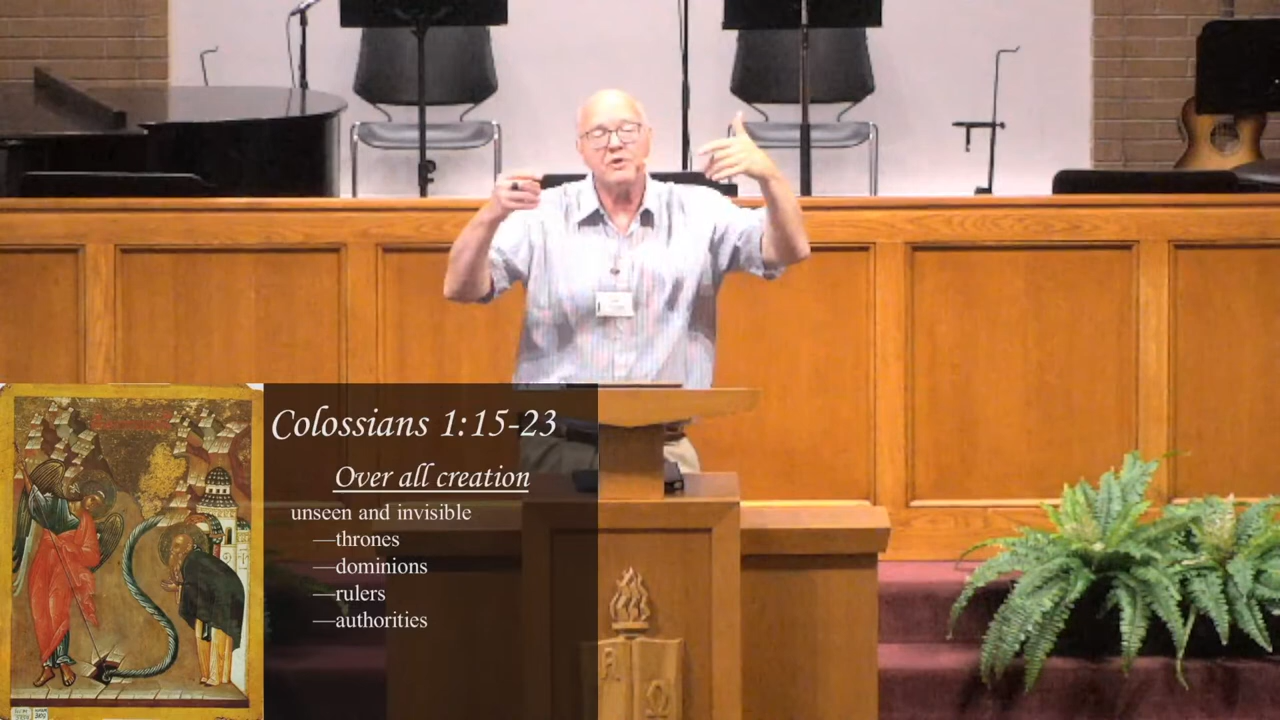 Colossians 1:15-23
Over all creation
unseen and invisible
—thrones
—dominions
—rulers
—authorities